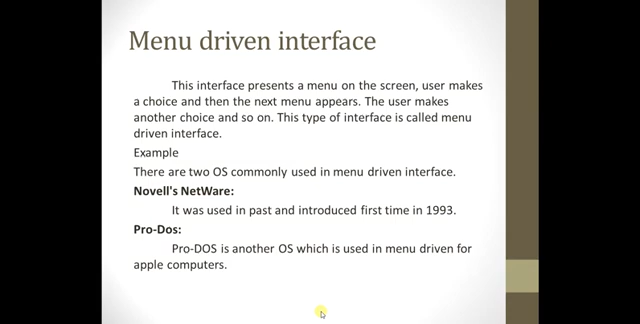 Menu driven interface
This interface presents a menu on the screen, user makes
a choice and then the next menu appears. The user makes
another choice and so on. This type of interface is called menu
driven interface.
Example
There are two OS commonly used in menu driven interface.
Novell's NetWare:
It was used in past and introduced first time in 1993.
Pro-Dos:
Pro-DOS is another OS which is used in menu driven for
apple computers.